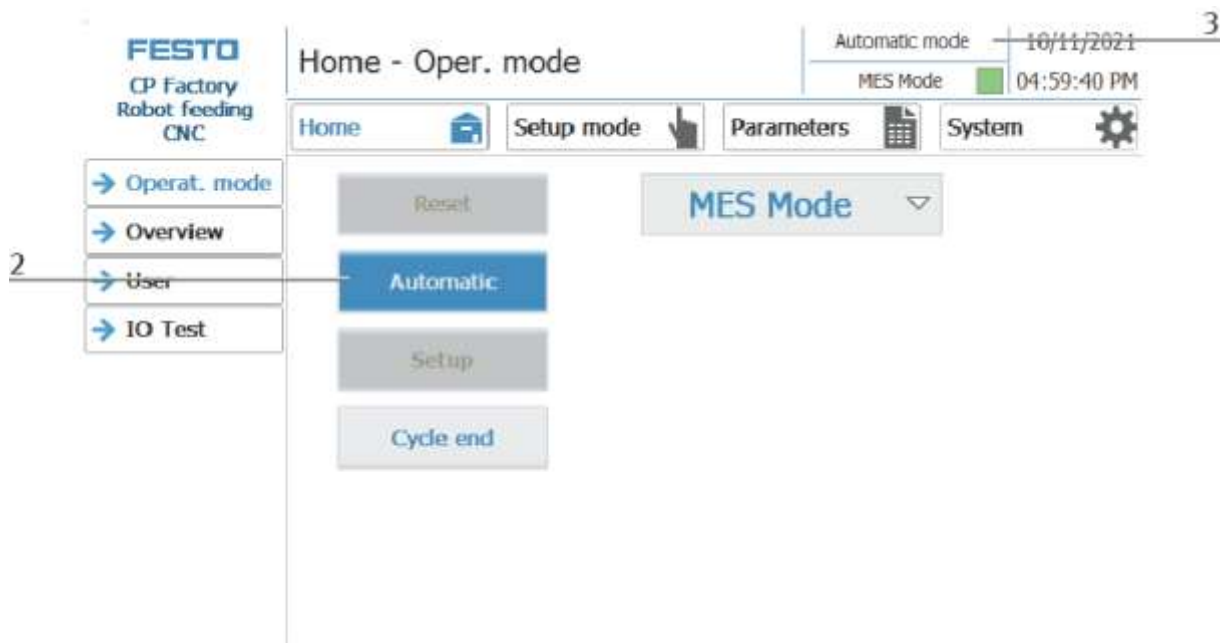 FESTO
CP Factory
Robot feeding
CNC
Home - Oper. mode
Automatic mode
10/11/2021
3
MES Mode
04:59:40 PM
Home
Setup mode
Parameters
System
Operat. mode
Overview
User
IO Test
2
Reset
MES Mode
Automatic
Setup
Cycle end